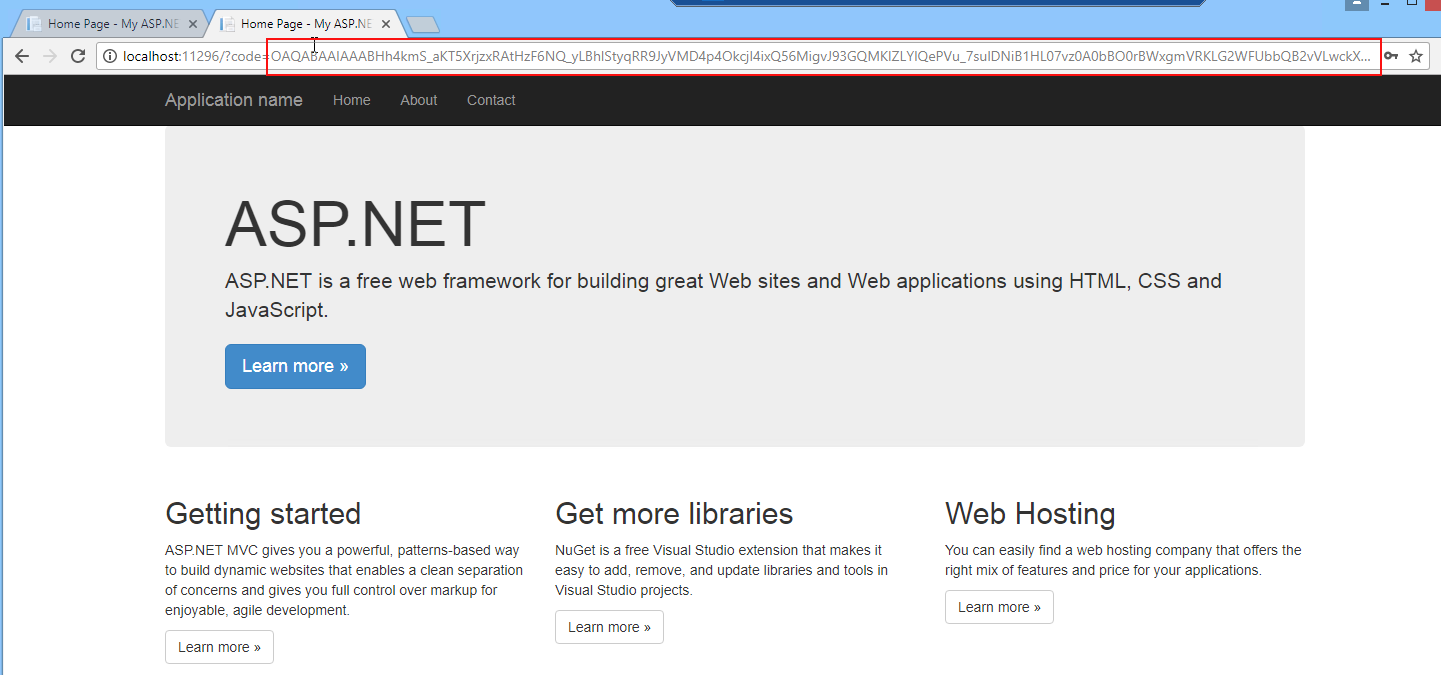 Home Page - My ASP.NE
Home Page - My ASP.NE
localhost:11296/?code=OAQABAAIAAABHh4kmS_aKT5XrjzxRAtHzF6NQ_yLBhlStyqRR9JyVMD4p4Okcjl4ixQ56MigvJ93GQMKIZLYlQePVu_7sulDNiB1HL07vz0A0bBO0rBWxgmVRKLG2WFUbbQB2vVLwckX...
Application name Home About Contact
ASP.NET
ASP.NET is a free web framework for building great Web sites and Web applications using HTML, CSS and
JavaScript.
Learn more »
Getting started
ASP.NET MVC gives you a powerful, patterns-based way
to build dynamic websites that enables a clean separation
of concerns and gives you full control over markup for
enjoyable, agile development.
Learn more »
Get more libraries
NuGet is a free Visual Studio extension that makes it
easy to add, remove, and update libraries and tools in
Visual Studio projects.
Learn more »
Web Hosting
You can easily find a web hosting company that offers the
right mix of features and price for your applications.
Learn more »